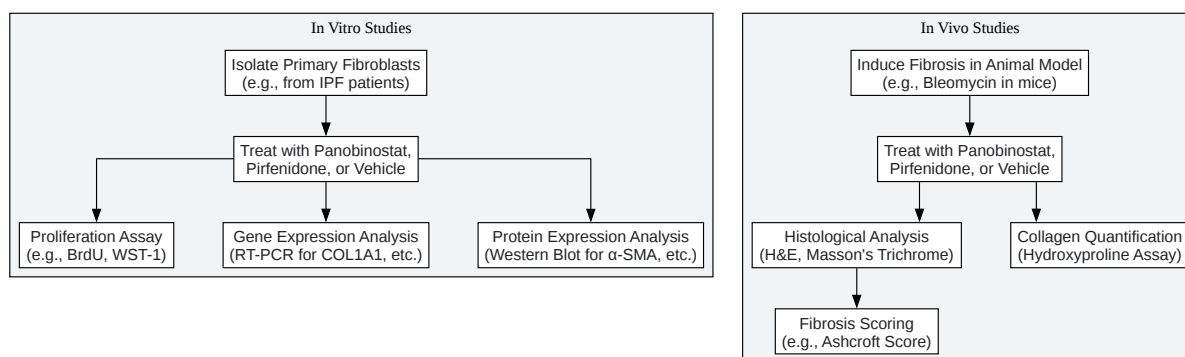 In Vitro Studies
Isolate Primary Fibroblasts
(e.g., from IPF patients)
Treat with Panobinostat,
Pirfenidone, or Vehicle
Proliferation Assay
(e.g., BrdU, WST-1)
Gene Expression Analysis
(RT-PCR for COL1A1, etc.)
Protein Expression Analysis
(Western Blot for α-SMA, etc.)
In Vivo Studies
Induce Fibrosis in Animal Model
(e.g., Bleomycin in mice)
Treat with Panobinostat,
Pirfenidone, or Vehicle
Histological Analysis
(H&E, Masson's Trichrome)
Collagen Quantification
(Hydroxyproline Assay)
Fibrosis Scoring
(e.g., Ashcroft Score)